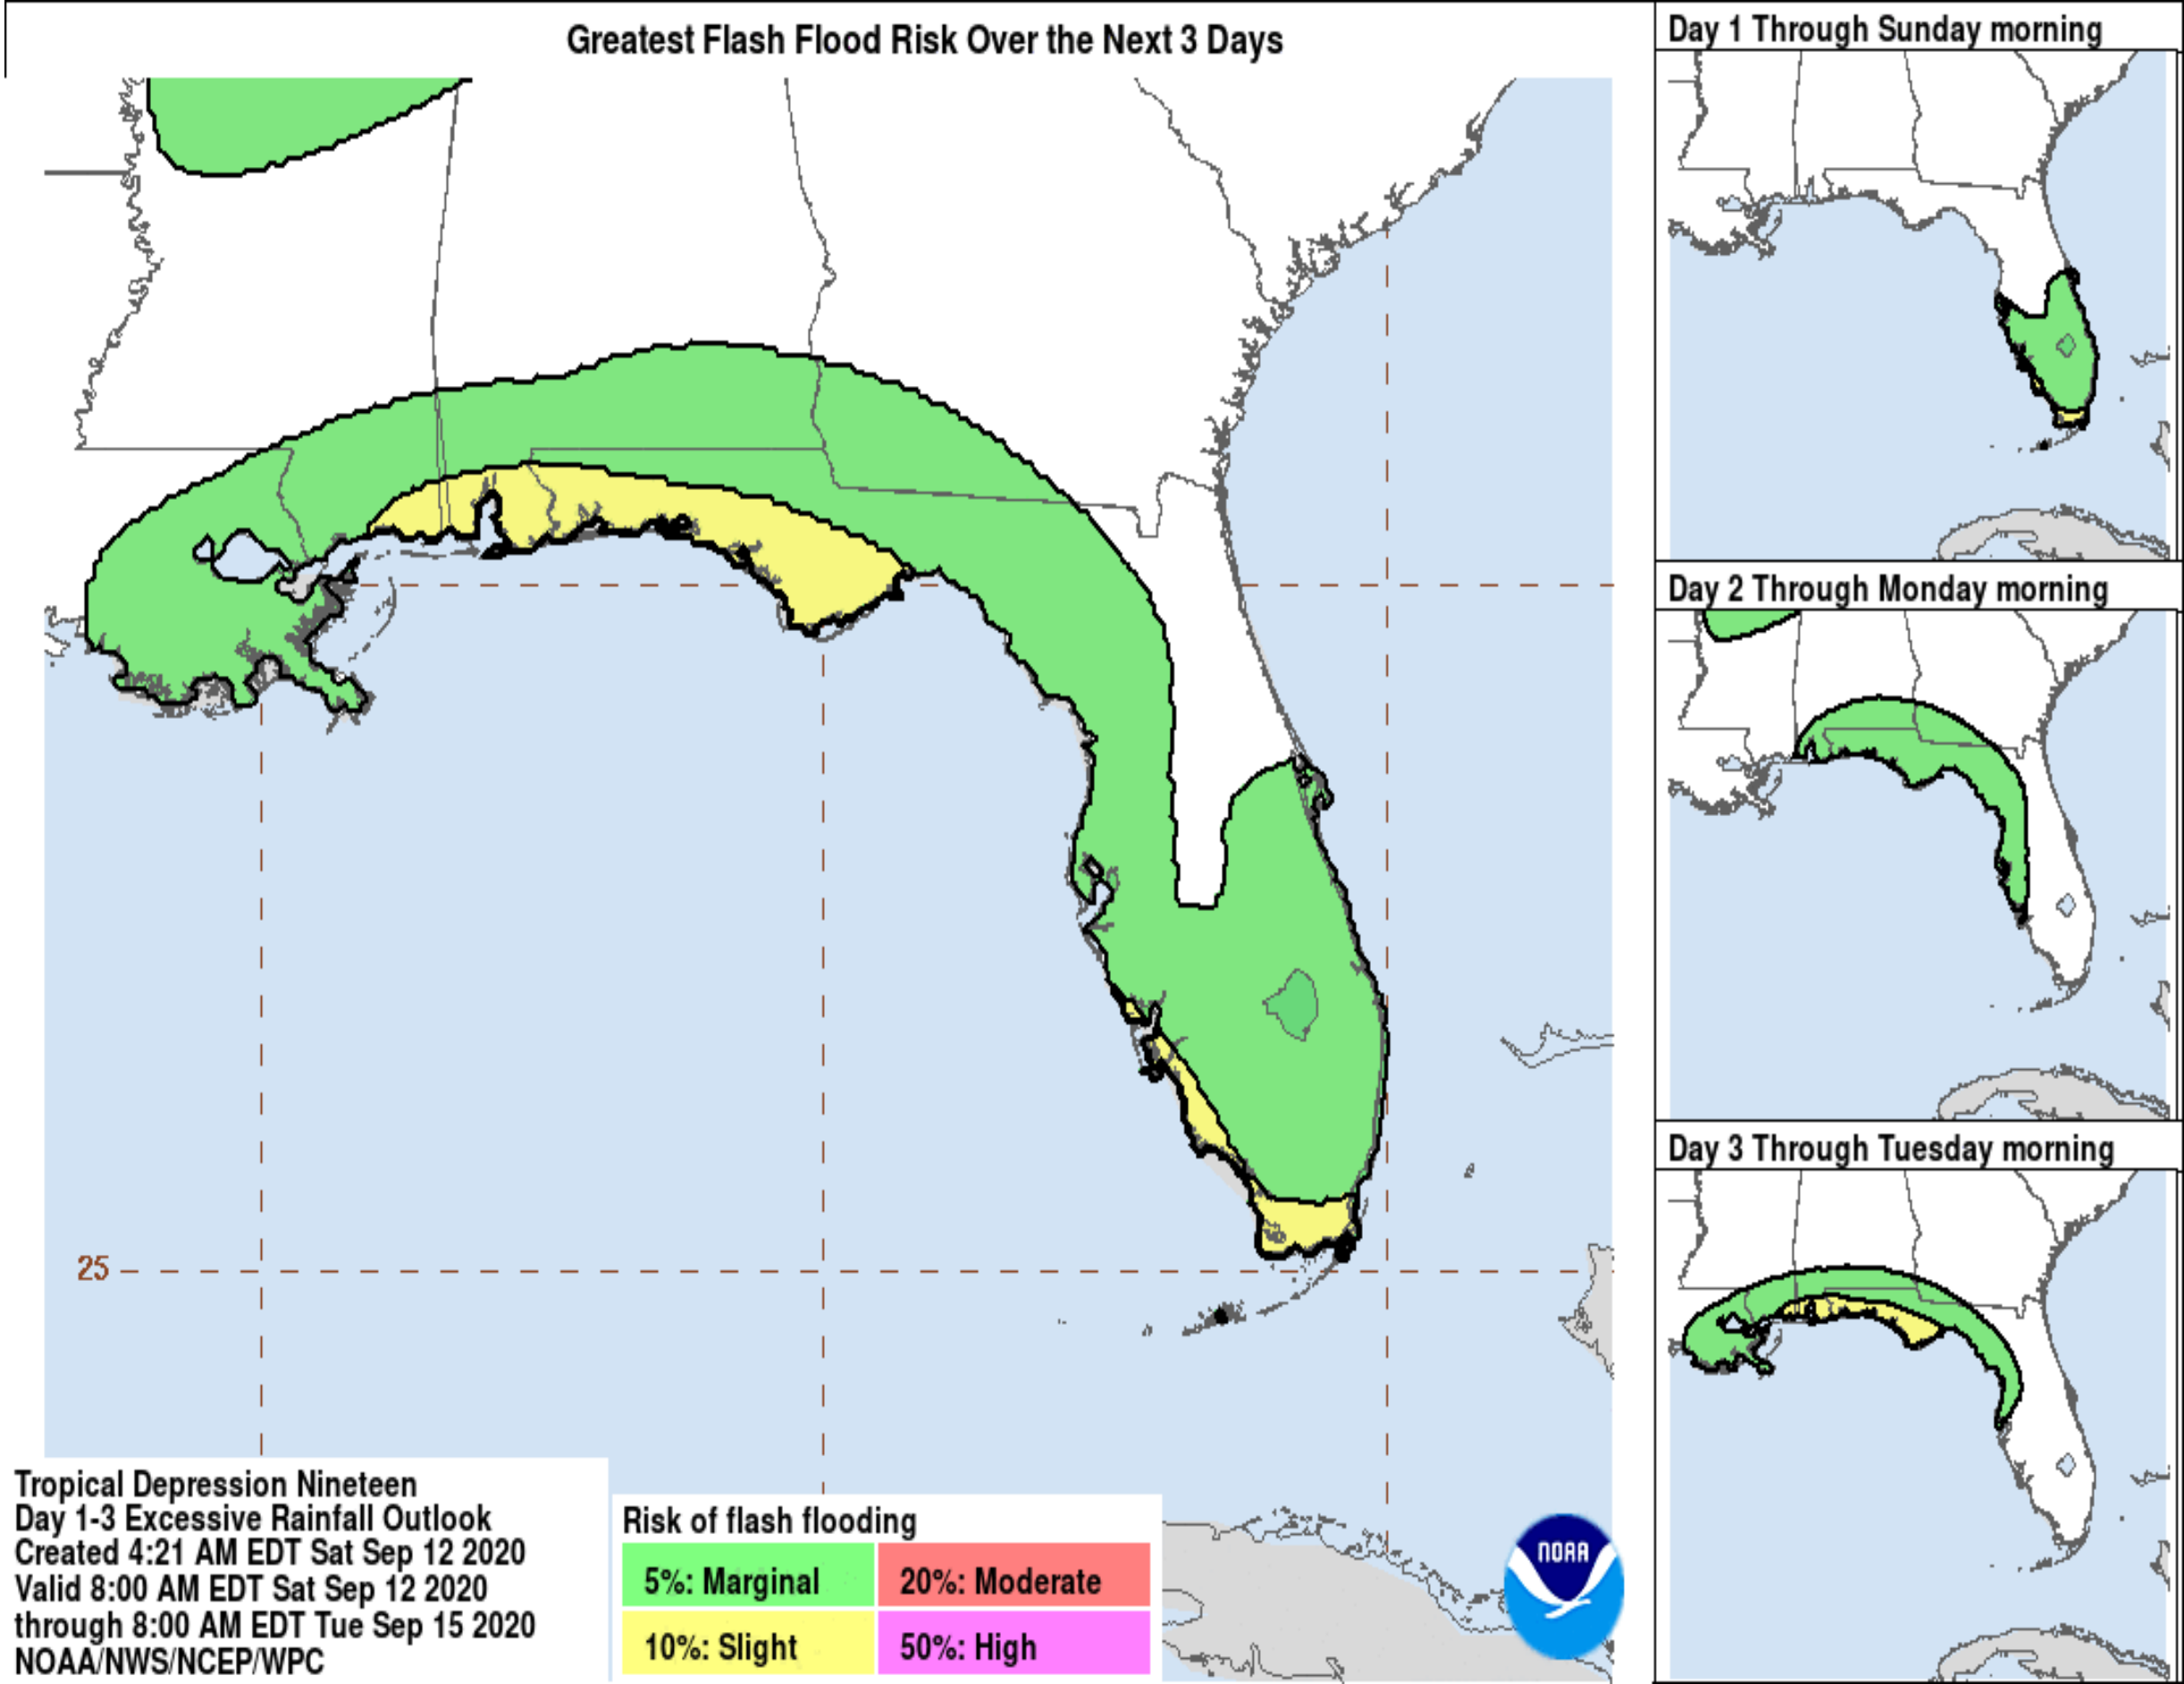 Greatest Flash Flood Risk Over the Next 3 Days
Day 1 Through Sunday morning
Day 2 Through Monday morning
Day 3 Through Tuesday morning
25
Tropical Depression Nineteen
Day 1-3 Excessive Rainfall Outlook
Created 4:21 AM EDT Sat Sep 12 2020
Valid 8:00 AM EDT Sat Sep 12 2020
through 8:00 AM EDT Tue Sep 15 2020
NOAA/NWS/NCEP/WPC
Risk of flash flooding
5%: Marginal
20%: Moderate
10%: Slight
50%: High
NOAA